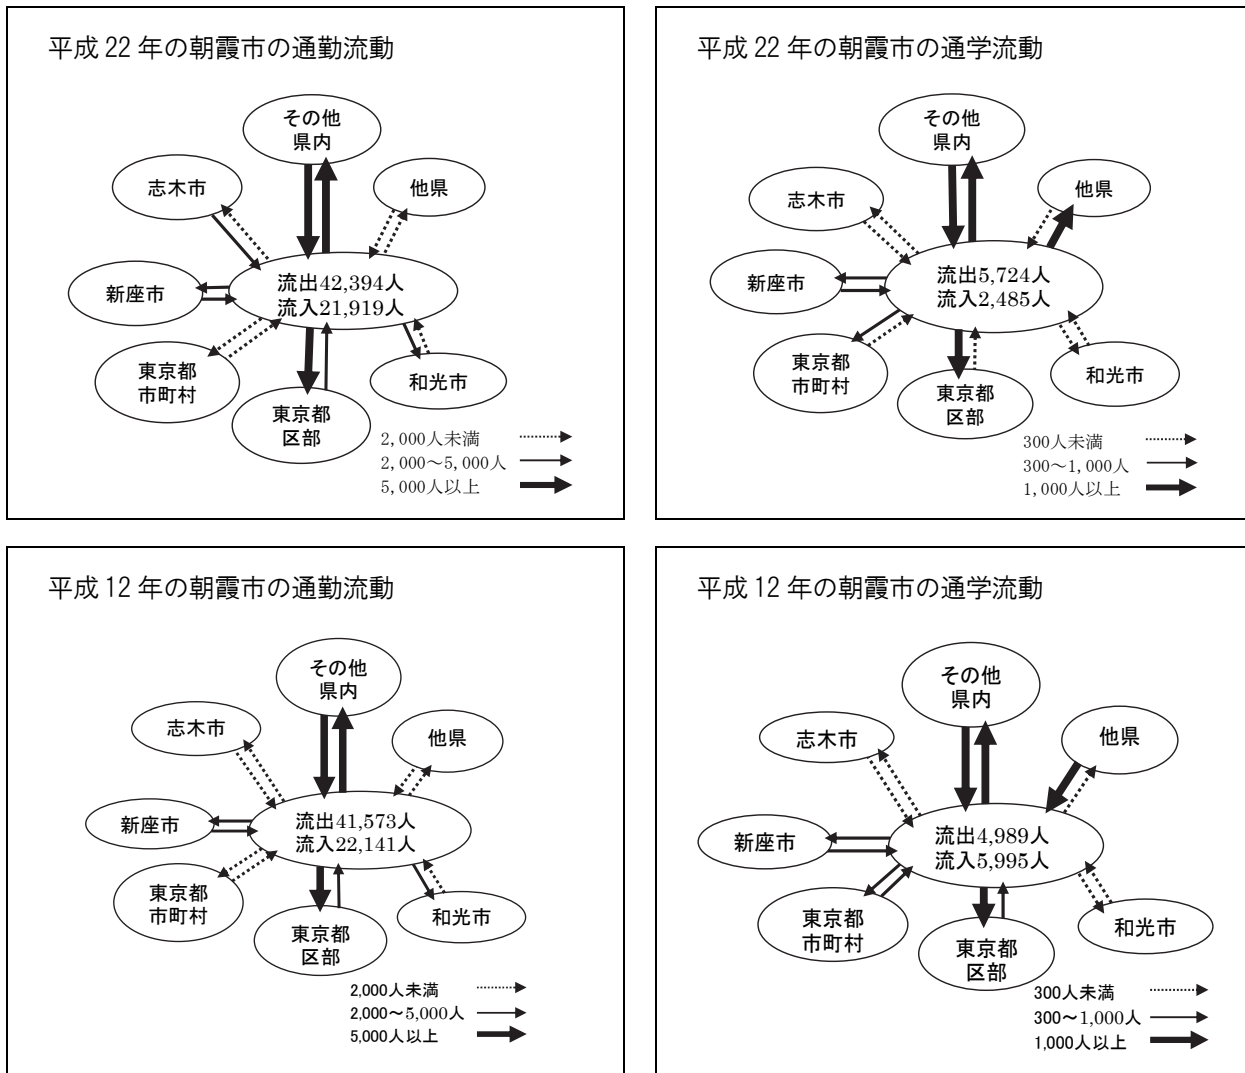 平成 22 年の朝霞市の通勤流動
その他
県内
志木市
他県
新座市
流出42,394人
流入21,919人
東京都
市町村
和光市
東京都
区部
2,000人未満
2,000～5,000人
5,000人以上
平成 22 年の朝霞市の通学流動
その他
県内
志木市
他県
新座市
流出5,724人
流入2,485人
東京都
市町村
和光市
東京都
区部
300人未満
300～1,000人
1,000人以上
平成 12 年の朝霞市の通勤流動
その他
県内
志木市
他県
新座市
流出41,573人
流入22,141人
東京都
市町村
和光市
東京都
区部
2,000人未満
2,000～5,000人
5,000人以上
平成 12 年の朝霞市の通学流動
その他
県内
志木市
他県
新座市
流出4,989人
流入5,995人
東京都
市町村
和光市
東京都
区部
300人未満
300～1,000人
1,000人以上